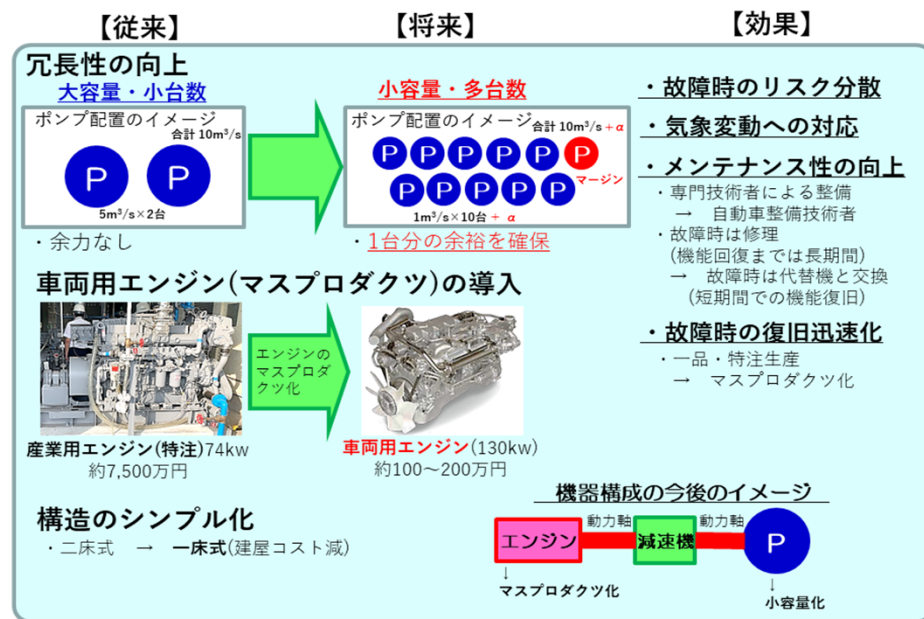 【従来】
【将来】
【効果】
冗長性の向上
大容量・小台数
ポンプ配置のイメージ
合計 10m³/s
P
P
5m³/s×2台
・余力なし
小容量・多台数
ポンプ配置のイメージ
合計 10m³/s + α
P P P P P P
マージン
P P P P P
1m³/s×10台 + α
・1台分の余裕を確保
・故障時のリスク分散
・気象変動への対応
・メンテナンス性の向上
・専門技術者による整備
→ 自動車整備技術者
・故障時は修理
(機能回復までは長期間)
→ 故障時は代替機と交換
(短期間での機能復旧)
・故障時の復旧迅速化
・一品・特注生産
→ マスプロダクツ化
車両用エンジン(マスプロダクツ)の導入
エンジンの
マスプロダ
クツ化
産業用エンジン(特注)74kw
約7,500万円
車両用エンジン(130kw)
約100～200万円
構造のシンプル化
・二床式 → 一床式(建屋コスト減)
機器構成の今後のイメージ
動力軸
動力軸
エンジン
減速機
P
↓
マスプロダクツ化
↓
小容量化